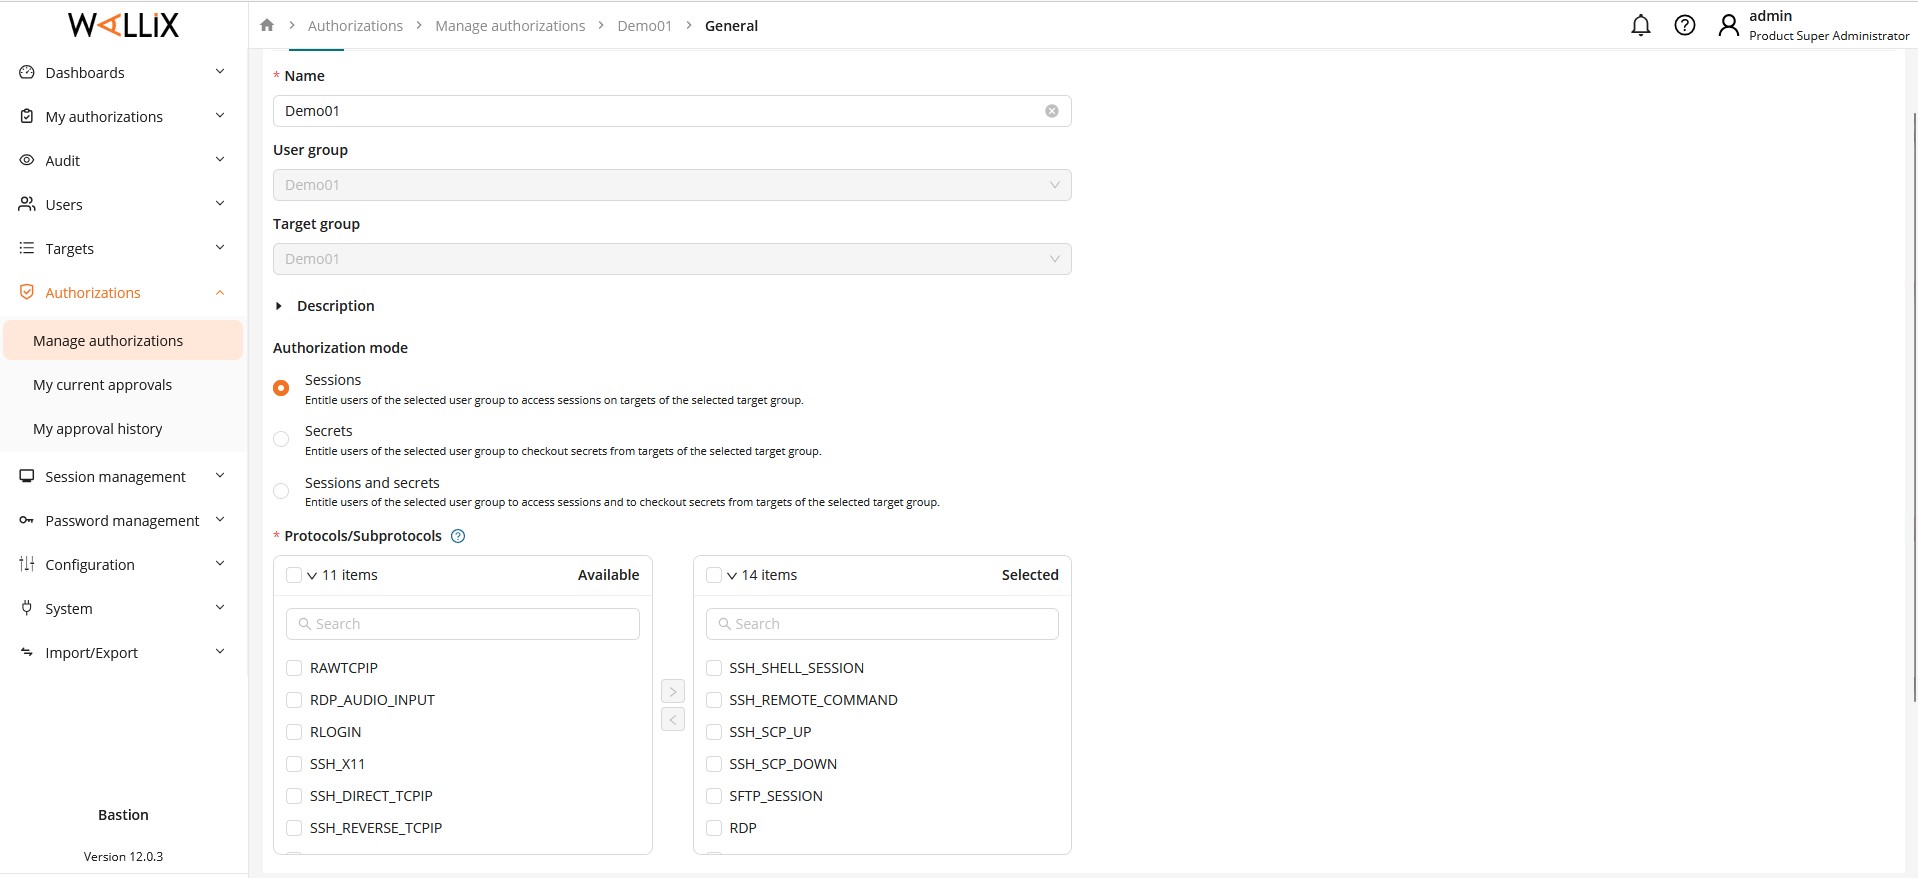 WALLIX
Authorizations
Manage authorizations
Demo01
General
admin
Product Super Administrator
Dashboards
My authorizations
Audit
Users
Targets
Authorizations
Manage authorizations
My current approvals
My approval history
Session management
Password management
Configuration
System
Import/Export
Bastion
Version 12.0.3
* Name
Demo01
User group
Demo01
Target group
Demo01
Description
Authorization mode
Sessions
Entitle users of the selected user group to access sessions on targets of the selected target group.
Secrets
Entitle users of the selected user group to checkout secrets from targets of the selected target group.
Sessions and secrets
Entitle users of the selected user group to access sessions and to checkout secrets from targets of the selected target group.
* Protocols/Subprotocols ?
11 items Available
Search
RAWTCPIP
RDP_AUDIO_INPUT
RLOGIN
SSH_X11
SSH_DIRECT_TCPIP
SSH_REVERSE_TCPIP
14 items Selected
Search
SSH_SHELL_SESSION
SSH_REMOTE_COMMAND
SSH_SCP_UP
SSH_SCP_DOWN
SFTP_SESSION
RDP